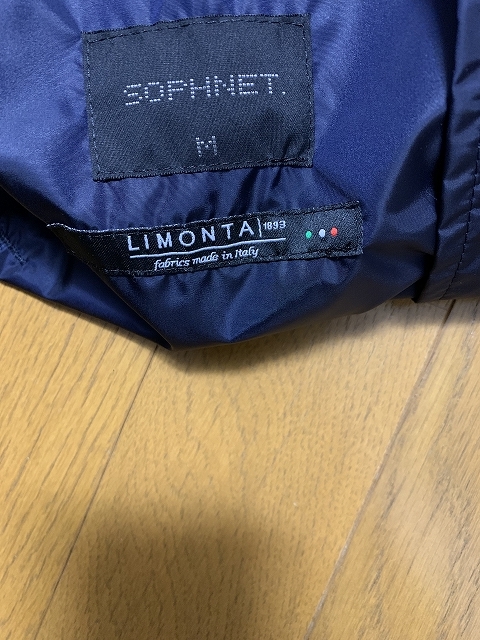 SOPHNET.
M
LIMONTA 1893
fabrics made in Italy